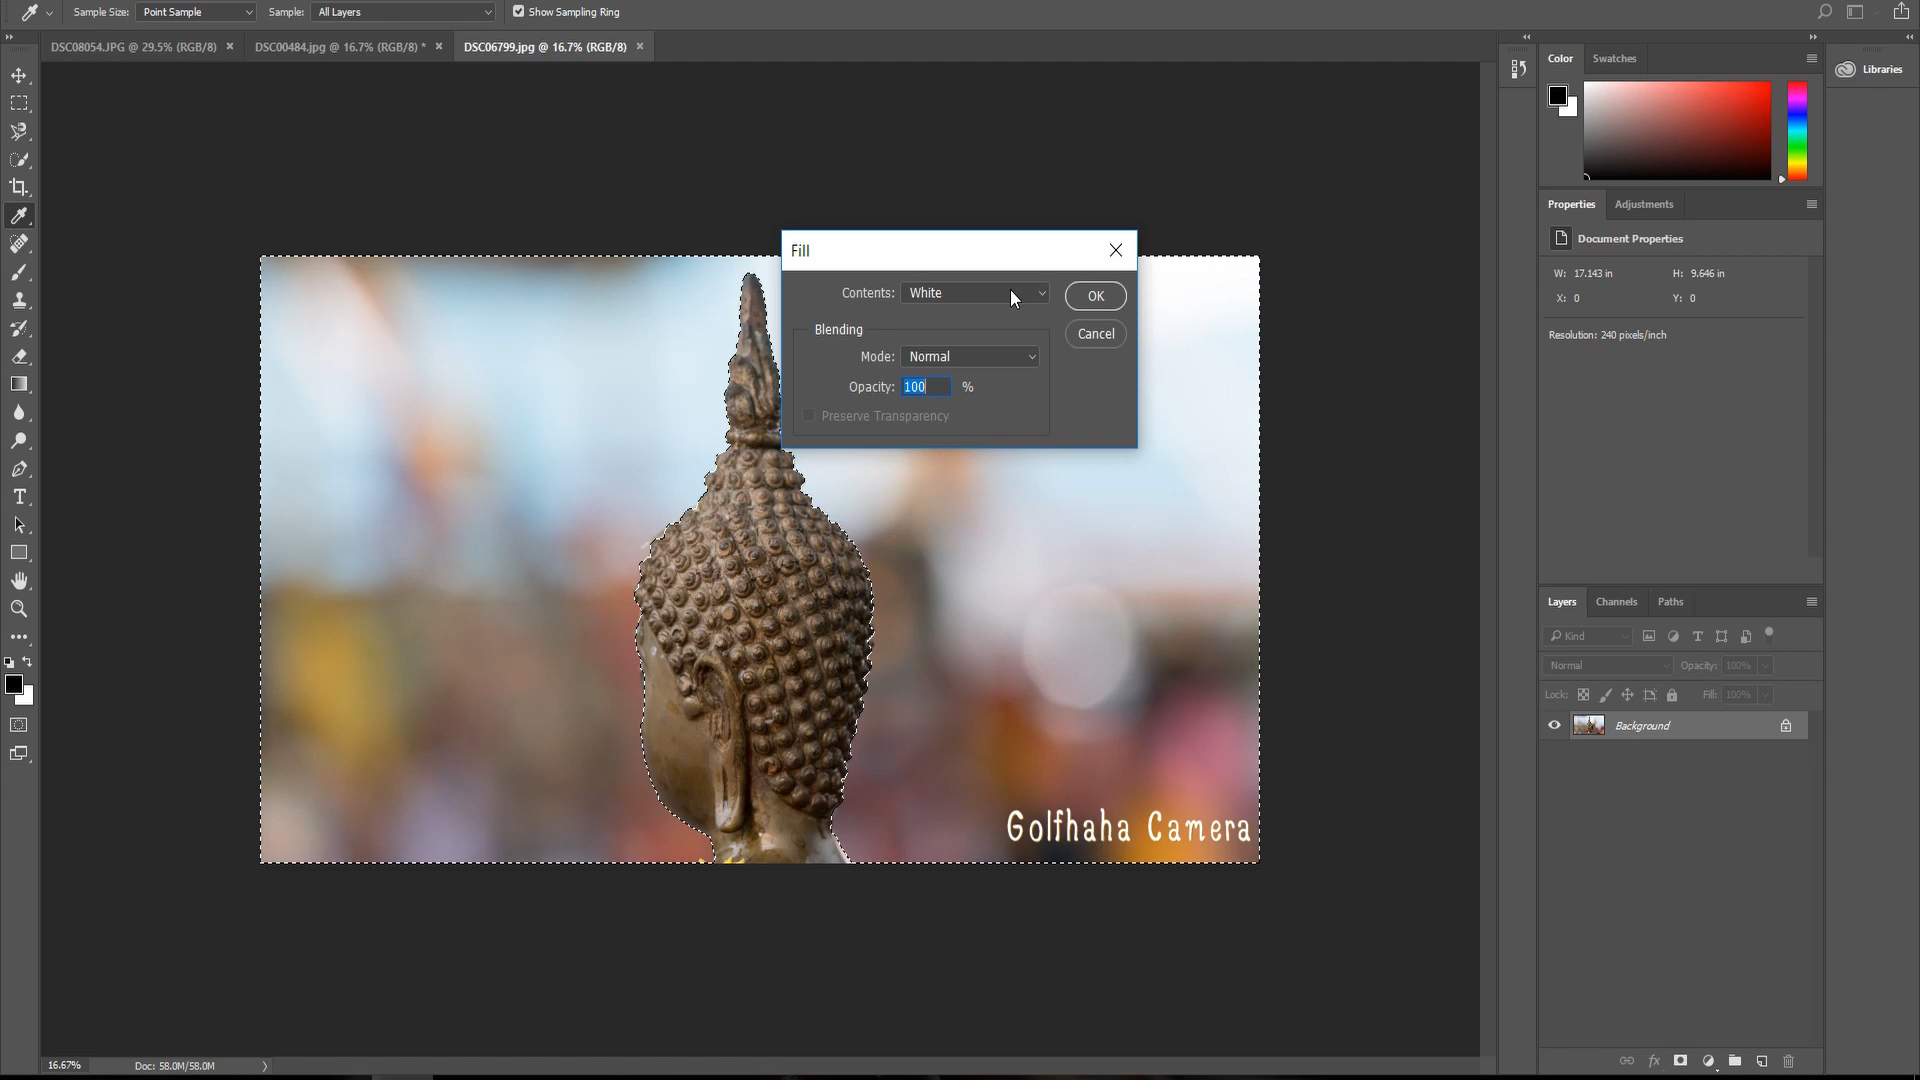 Sample Size: Point Sample Sample: All Layers Show Sampling Ring
DSC08054.JPG @ 29.5% (RGB/8) × DSC00484.jpg @ 16.7% (RGB/8) * × DSC06799.jpg @ 16.7% (RGB/8) ×
Color Swatches
Libraries
Properties Adjustments
Document Properties
W: 17.143 in H: 9.646 in
X: 0 Y: 0
Resolution: 240 pixels/inch
Fill
Contents: White
OK
Blending
Cancel
Mode: Normal
Opacity: 100 %
Preserve Transparency
Golfhaha Camera
Layers Channels Paths
Kind
Normal Opacity: 100%
Lock: Fill: 100%
Background
16.67% Doc: 58.0M/58.0M